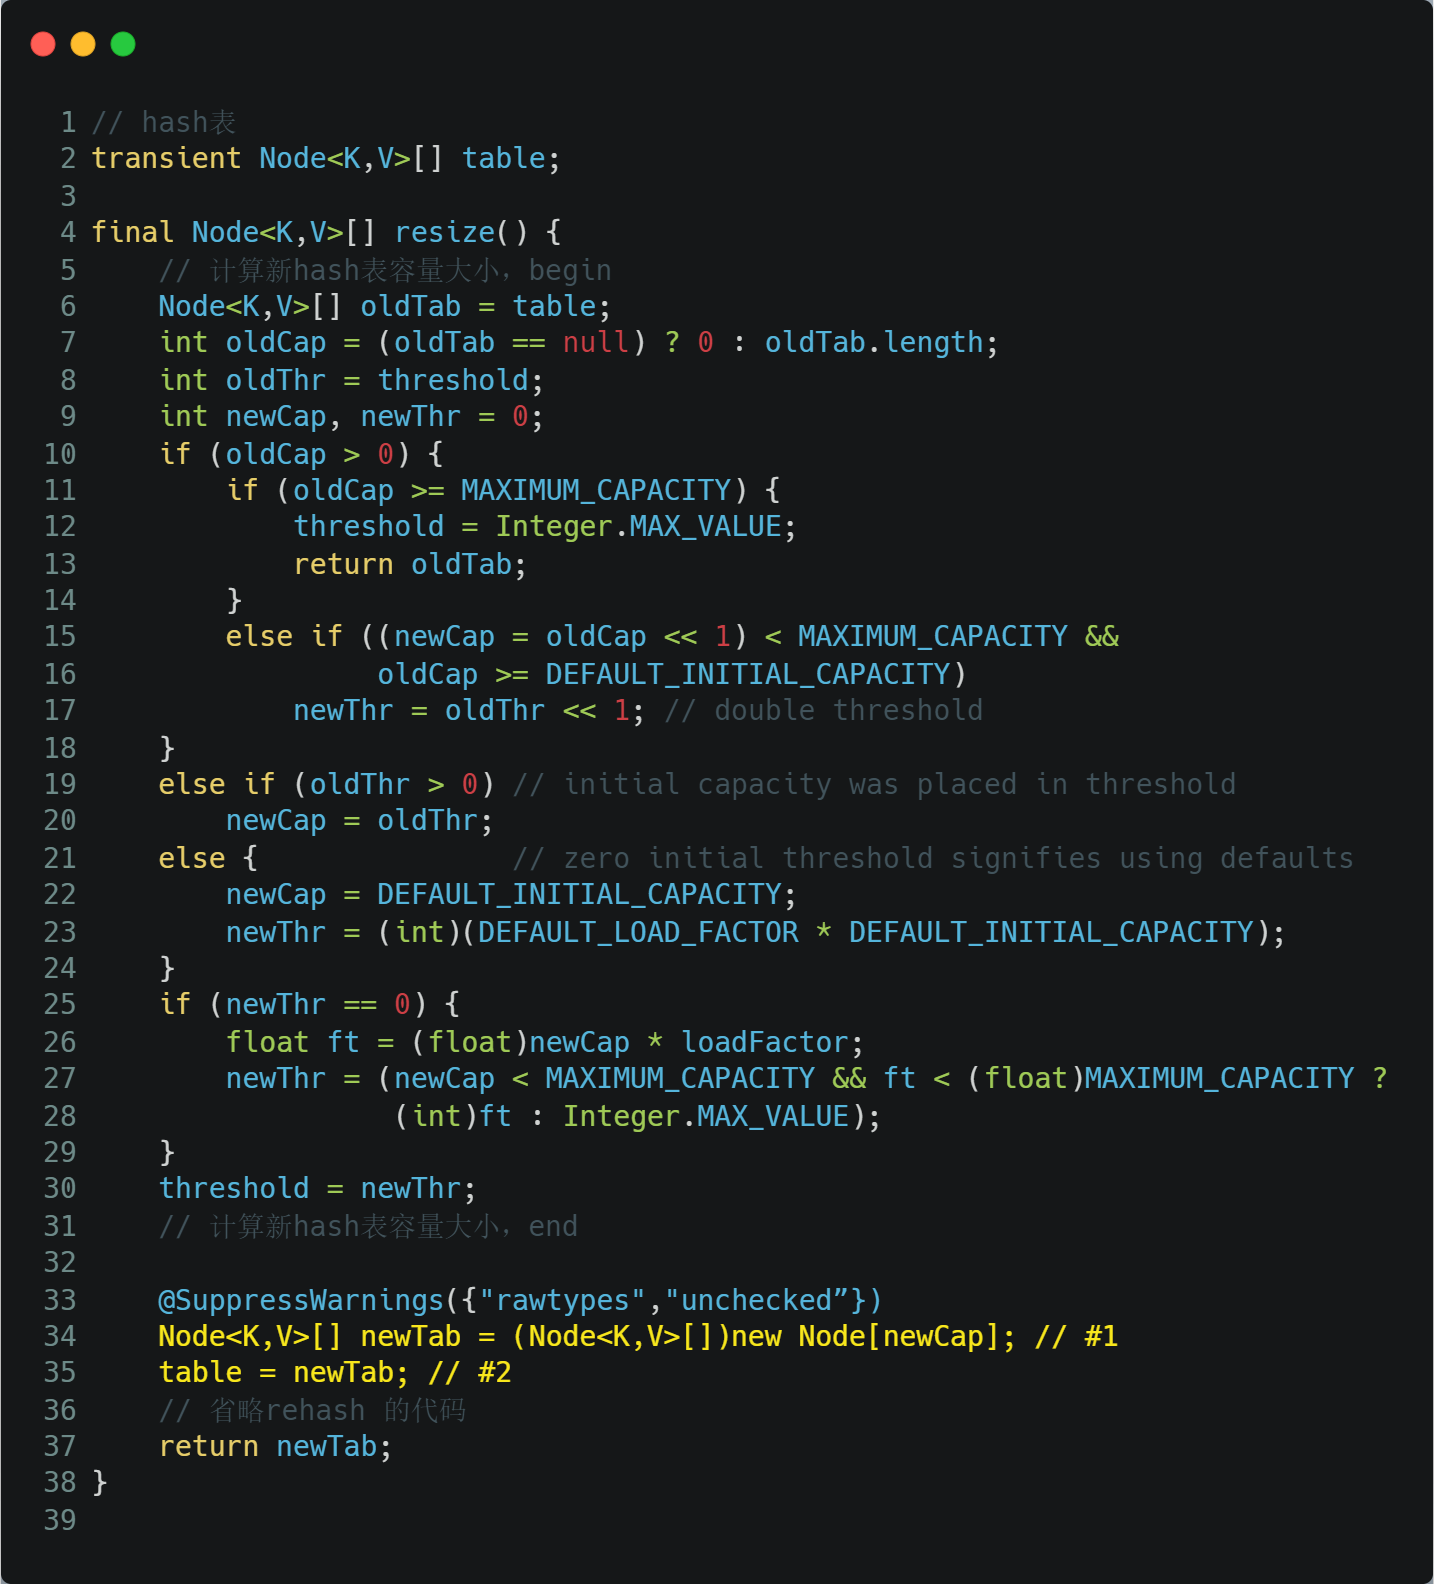 1 // hash表
2 transient Node<K,V>[] table;
3
4 final Node<K,V>[] resize() {
5     // 计算新hash表容量大小，begin
6     Node<K,V>[] oldTab = table;
7     int oldCap = (oldTab == null) ? 0 : oldTab.length;
8     int oldThr = threshold;
9     int newCap, newThr = 0;
10     if (oldCap > 0) {
11         if (oldCap >= MAXIMUM_CAPACITY) {
12             threshold = Integer.MAX_VALUE;
13             return oldTab;
14         }
15         else if ((newCap = oldCap << 1) < MAXIMUM_CAPACITY &&
16                  oldCap >= DEFAULT_INITIAL_CAPACITY)
17             newThr = oldThr << 1; // double threshold
18     }
19     else if (oldThr > 0) // initial capacity was placed in threshold
20         newCap = oldThr;
21     else {               // zero initial threshold signifies using defaults
22         newCap = DEFAULT_INITIAL_CAPACITY;
23         newThr = (int)(DEFAULT_LOAD_FACTOR * DEFAULT_INITIAL_CAPACITY);
24     }
25     if (newThr == 0) {
26         float ft = (float)newCap * loadFactor;
27         newThr = (newCap < MAXIMUM_CAPACITY && ft < (float)MAXIMUM_CAPACITY ?
28                   (int)ft : Integer.MAX_VALUE);
29     }
30     threshold = newThr;
31     // 计算新hash表容量大小，end
32
33     @SuppressWarnings({"rawtypes","unchecked”})
34     Node<K,V>[] newTab = (Node<K,V>[])new Node[newCap]; // #1
35     table = newTab; // #2
36     // 省略rehash 的代码
37     return newTab;
38 }
39